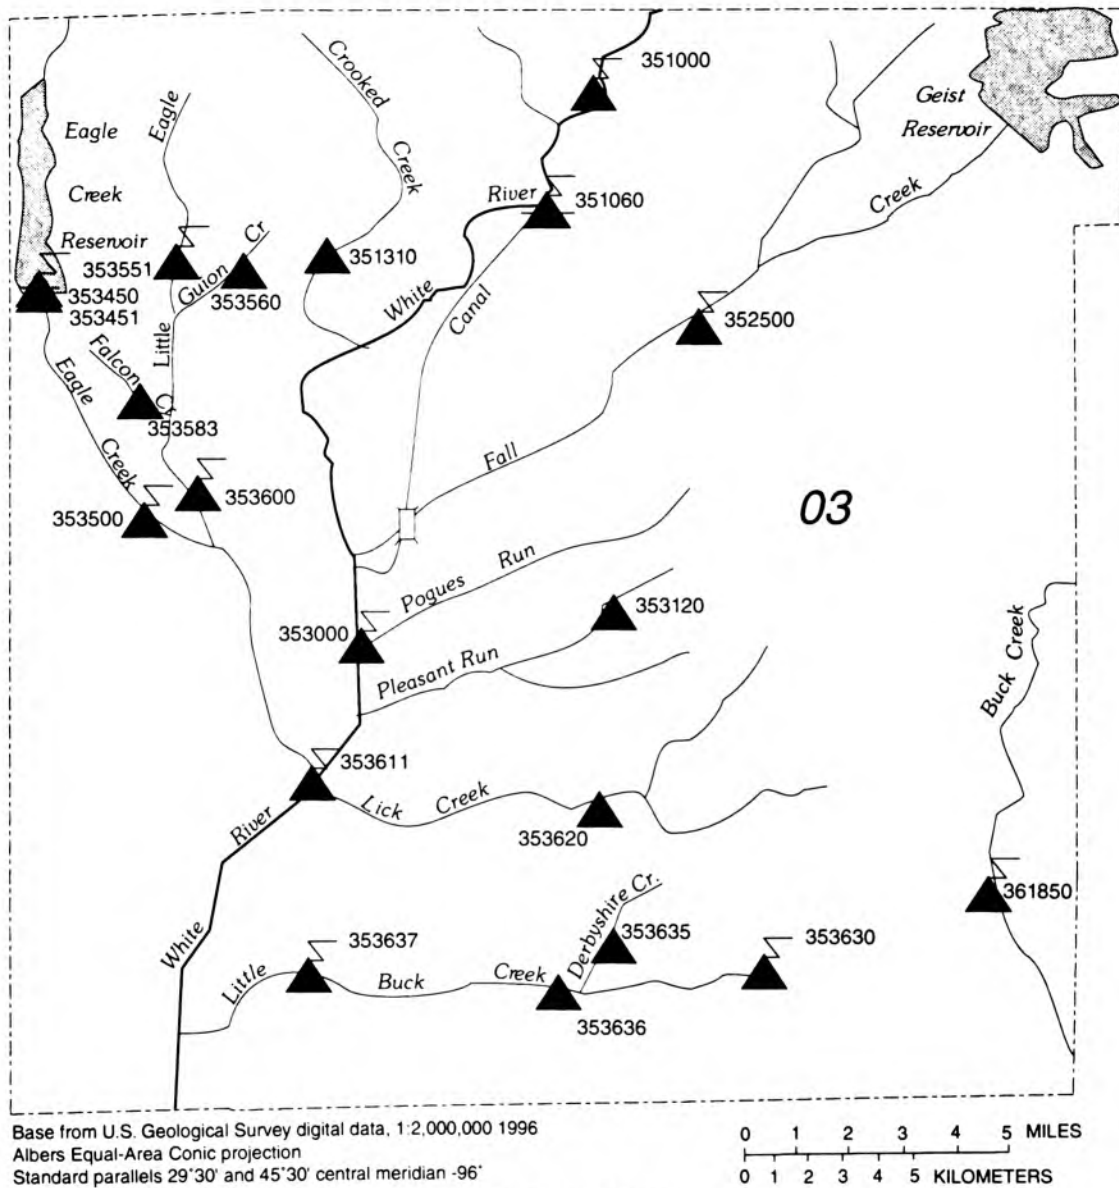 351000
Crooked
Creek
Geist
Reservoir
Creek
Eagle
Creek
Reservoir
Eagle
River
351060
353551
353450
353451
Guion Cr
353560
351310
White
Canal
352500
Little
Falcon
Cr
353583
Eagle
Creek
353500
353600
Fall
03
Pogues Run
353000
353120
Pleasant Run
Buck Creek
353611
River
Lick Creek
353620
White
361850
Derbyshire Cr.
353635
353630
353637
Little Buck Creek
353636
Base from U.S. Geological Survey digital data, 1:2,000,000 1996
Albers Equal-Area Conic projection
Standard parallels 29°30' and 45°30' central meridian -96°
0 1 2 3 4 5 MILES
0 1 2 3 4 5 KILOMETERS